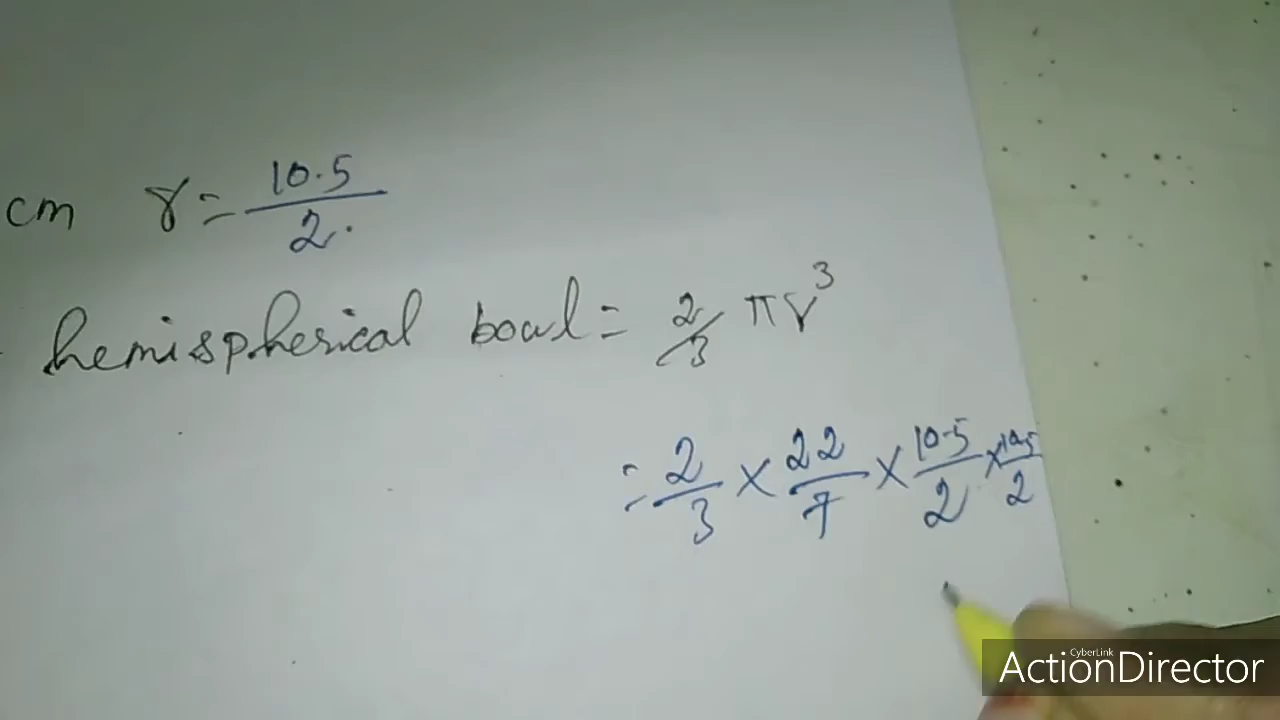 cm r = 10.5/2.
hemispherical bowl = 2/3 πr³
= 2/3 × 22/7 × 10.5/2 × 10.5/2
CyberLink
ActionDirector